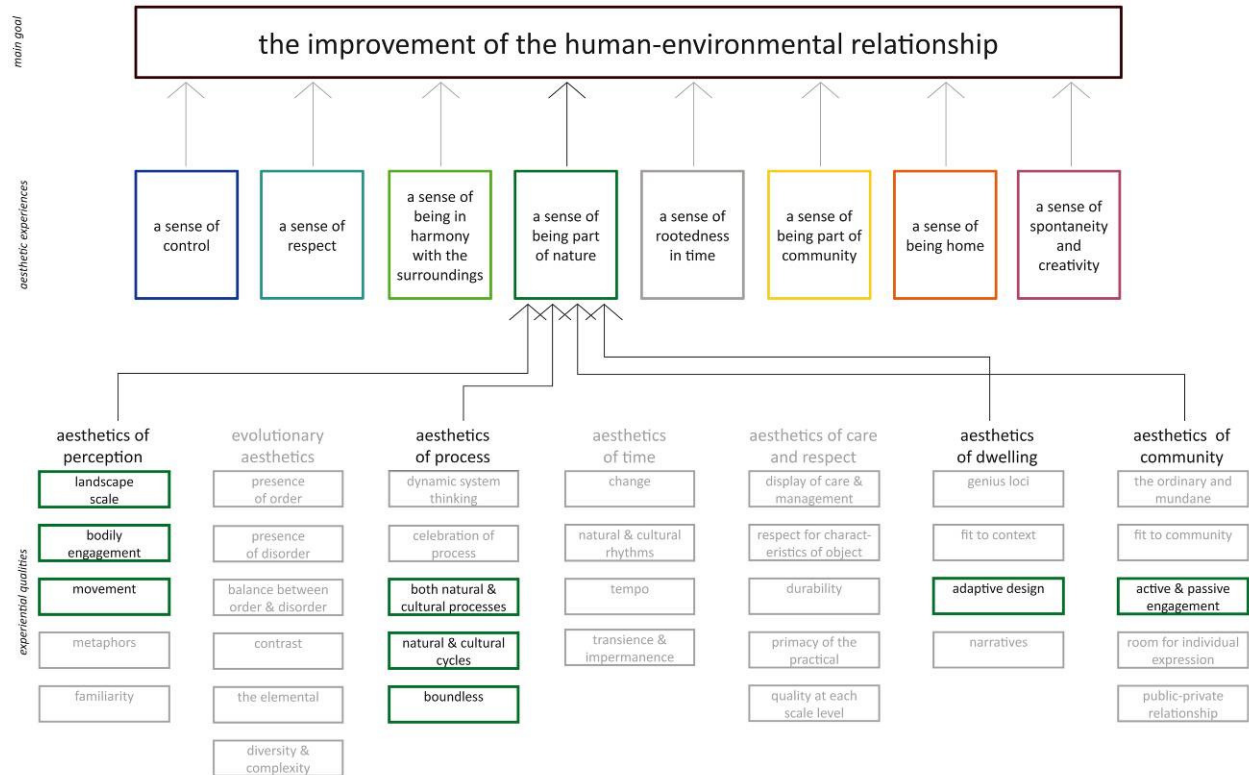 main goal
the improvement of the human-environmental relationship
aesthetic experiences
a sense of
control
a sense of
respect
a sense of
being in
harmony
with the
surroundings
a sense of
being part
of nature
a sense of
rootedness
in time
a sense of
being part of
community
a sense of
being home
a sense of
spontaneity
and
creativity
experiential qualities
aesthetics of
perception
landscape
scale
bodily
engagement
movement
metaphors
familiarity
evolutionary
aesthetics
presence
of order
presence
of disorder
balance between
order & disorder
contrast
the elemental
diversity &
complexity
aesthetics
of process
dynamic system
thinking
celebration of
process
both natural &
cultural processes
natural & cultural
cycles
boundless
aesthetics
of time
change
natural & cultural
rhythms
tempo
transience &
impermanence
aesthetics of care
and respect
display of care &
management
respect for charact-
eristics of object
durability
primacy of the
practical
quality at each
scale level
aesthetics
of dwelling
genius loci
fit to context
adaptive design
narratives
aesthetics of
community
the ordinary and
mundane
fit to community
active & passive
engagement
room for individual
expression
public-private
relationship